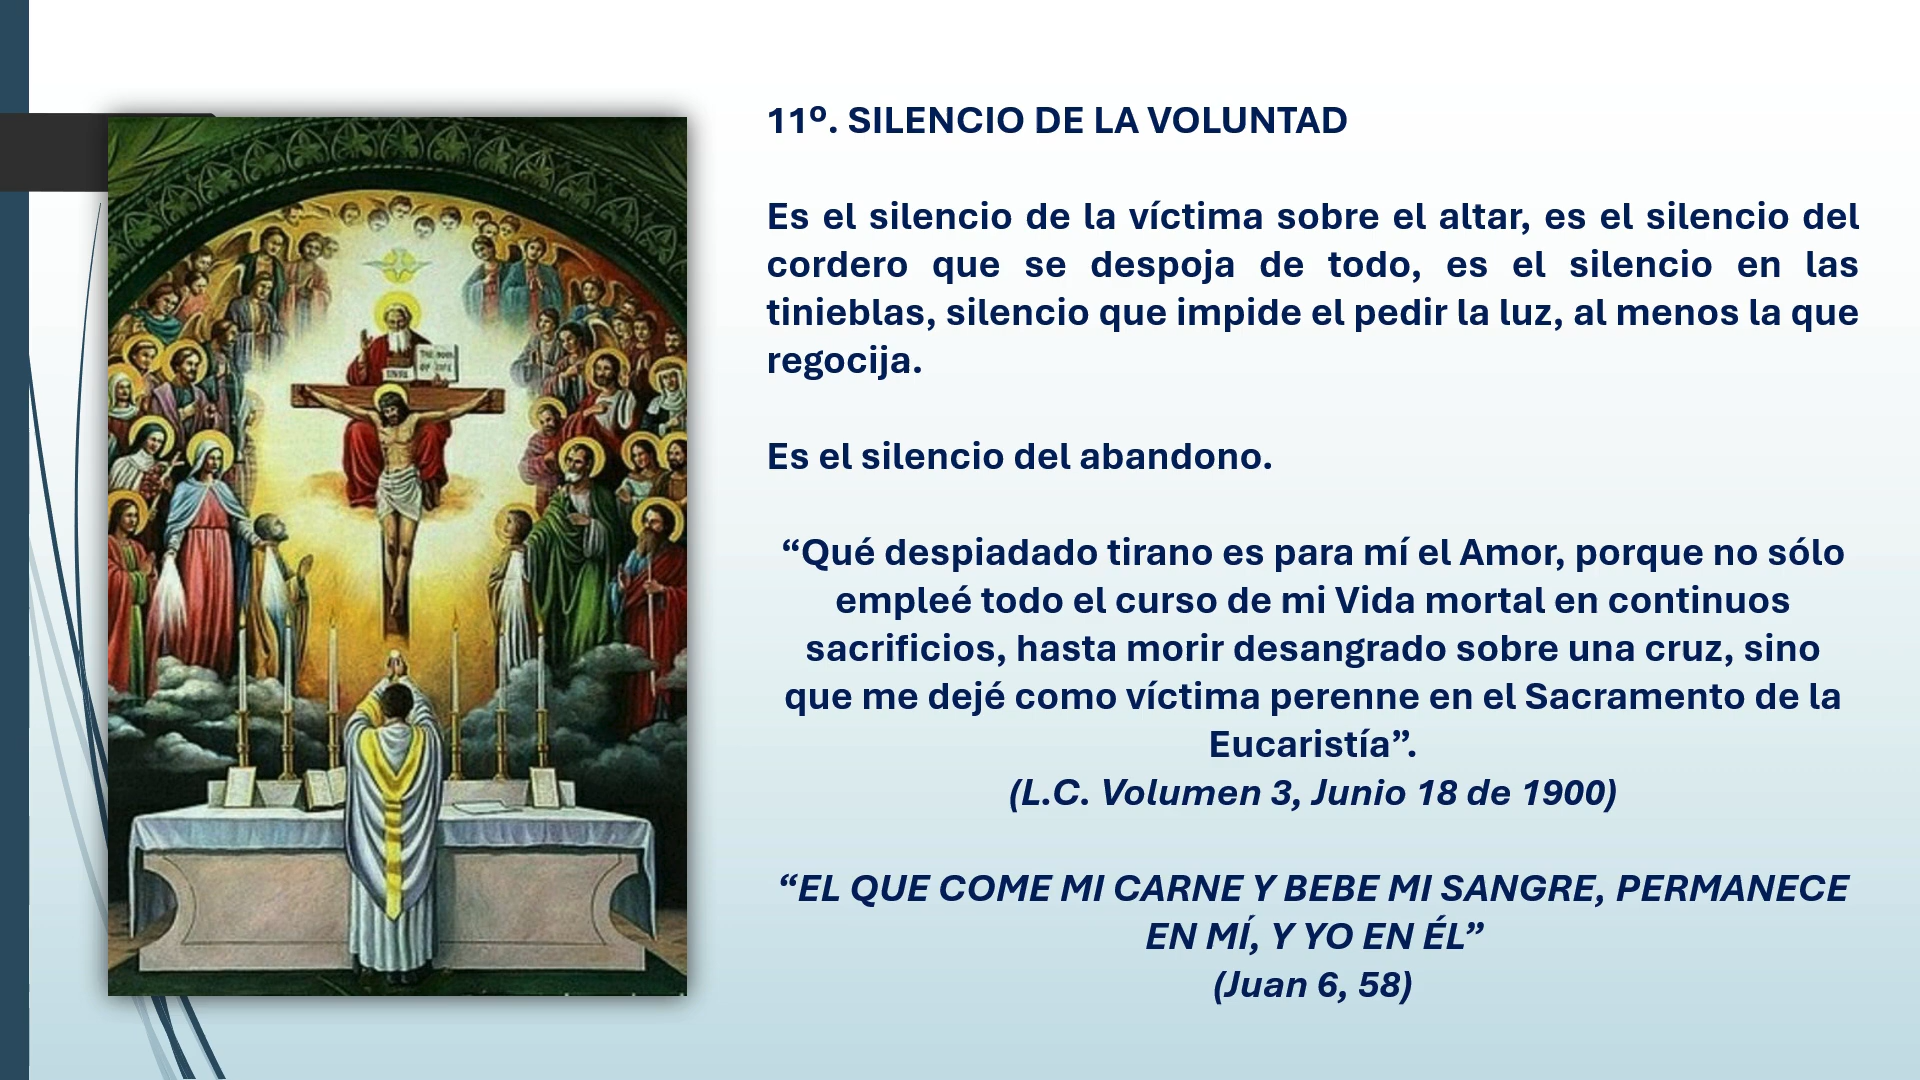 11º. SILENCIO DE LA VOLUNTAD
Es el silencio de la víctima sobre el altar, es el silencio del
cordero que se despoja de todo, es el silencio en las
tinieblas, silencio que impide el pedir la luz, al menos la que
regocija.
Es el silencio del abandono.
“Qué despiadado tirano es para mí el Amor, porque no sólo
empleé todo el curso de mi Vida mortal en continuos
sacrificios, hasta morir desangrado sobre una cruz, sino
que me dejé como víctima perenne en el Sacramento de la
Eucaristía”.
(L.C. Volumen 3, Junio 18 de 1900)
“EL QUE COME MI CARNE Y BEBE MI SANGRE, PERMANECE
EN MÍ, Y YO EN ÉL”
(Juan 6, 58)
THE BOOK
OF LIFE